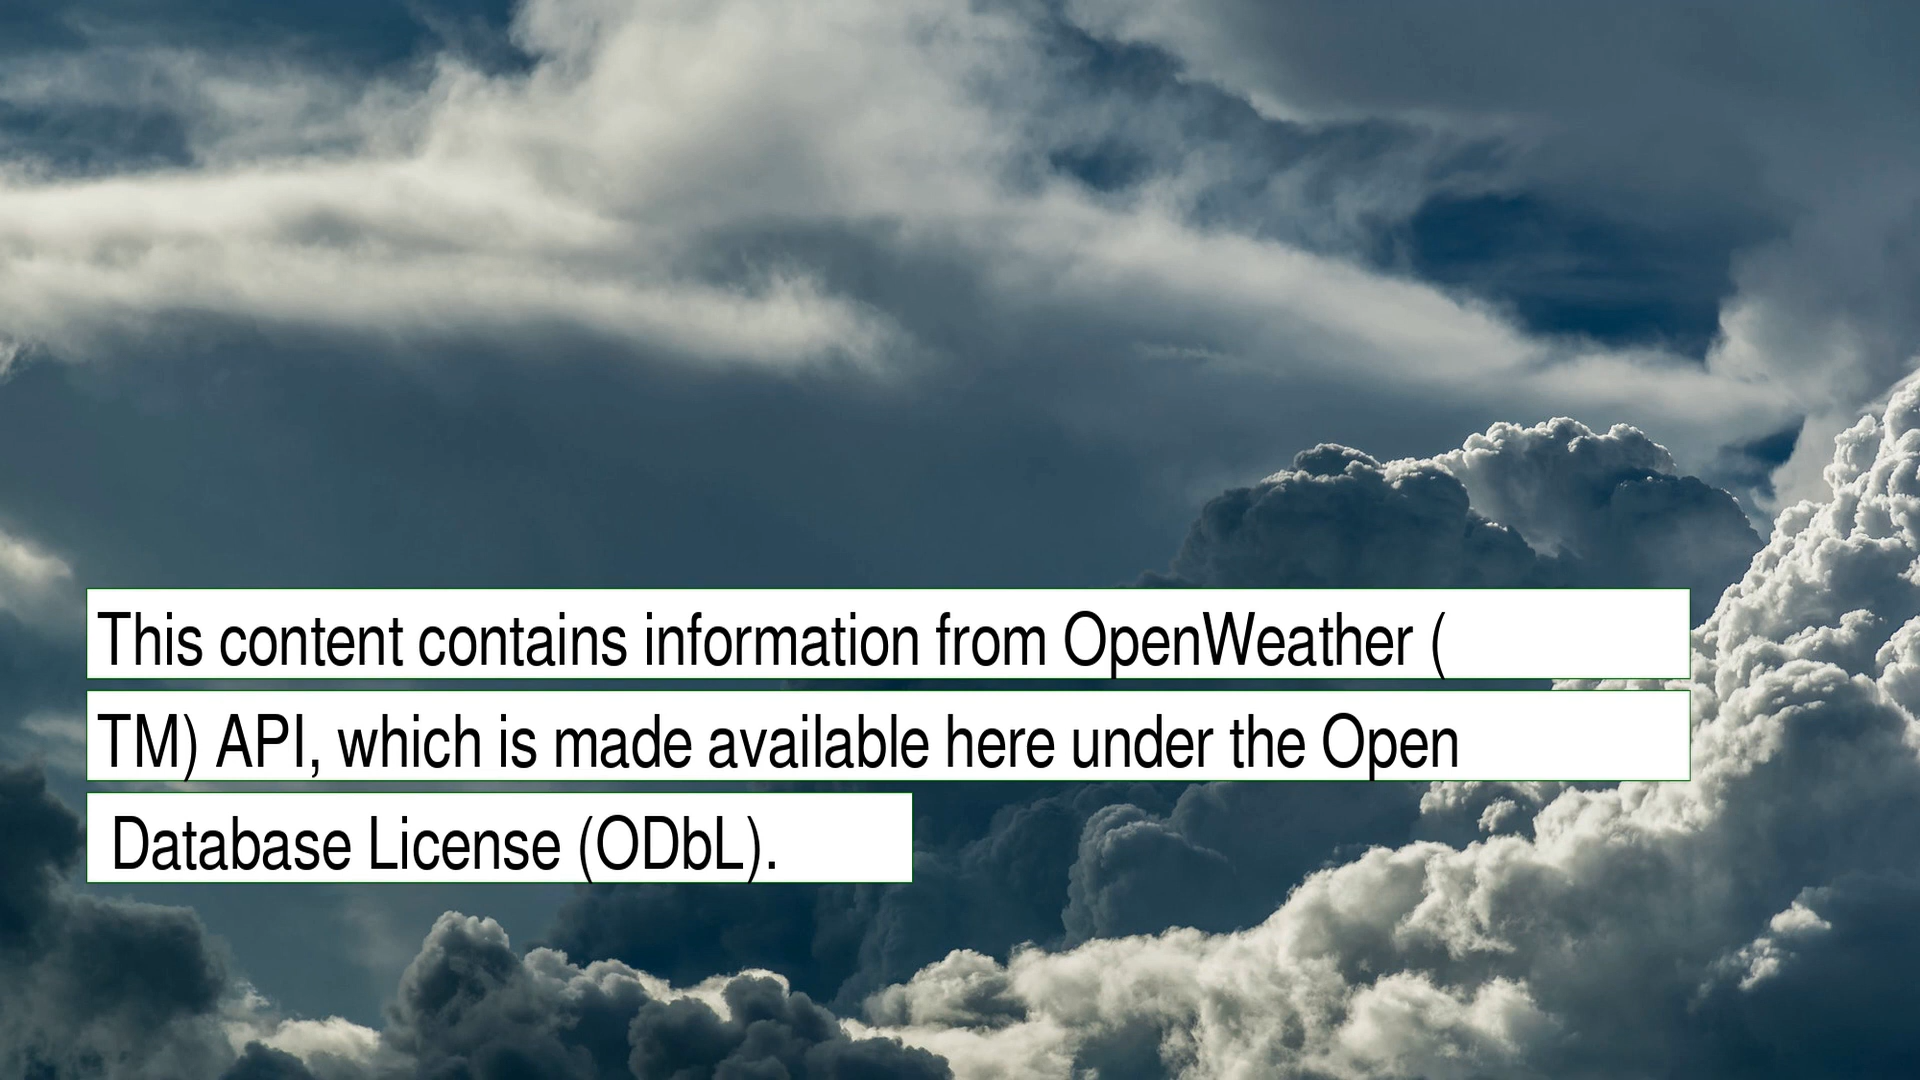 This content contains information from OpenWeather (
TM) API, which is made available here under the Open
Database License (ODbL).